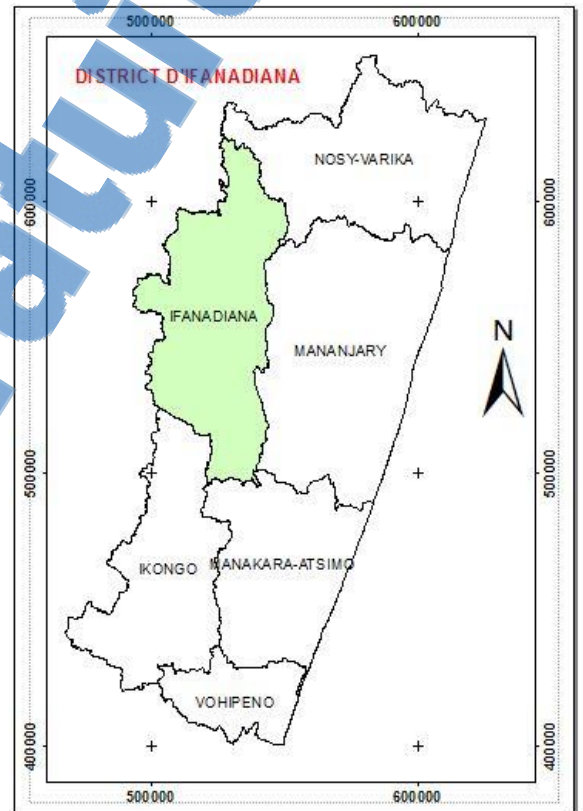 500000 600000
DISTRICT D'IFANADIANA
NOSY-VARIKA
600000 600000
IFANADIANA
MANANJARY
N
500000 500000
IKONGO
MANAKARA-ATSIMO
VOHIPENO
400000 400000
500000 600000